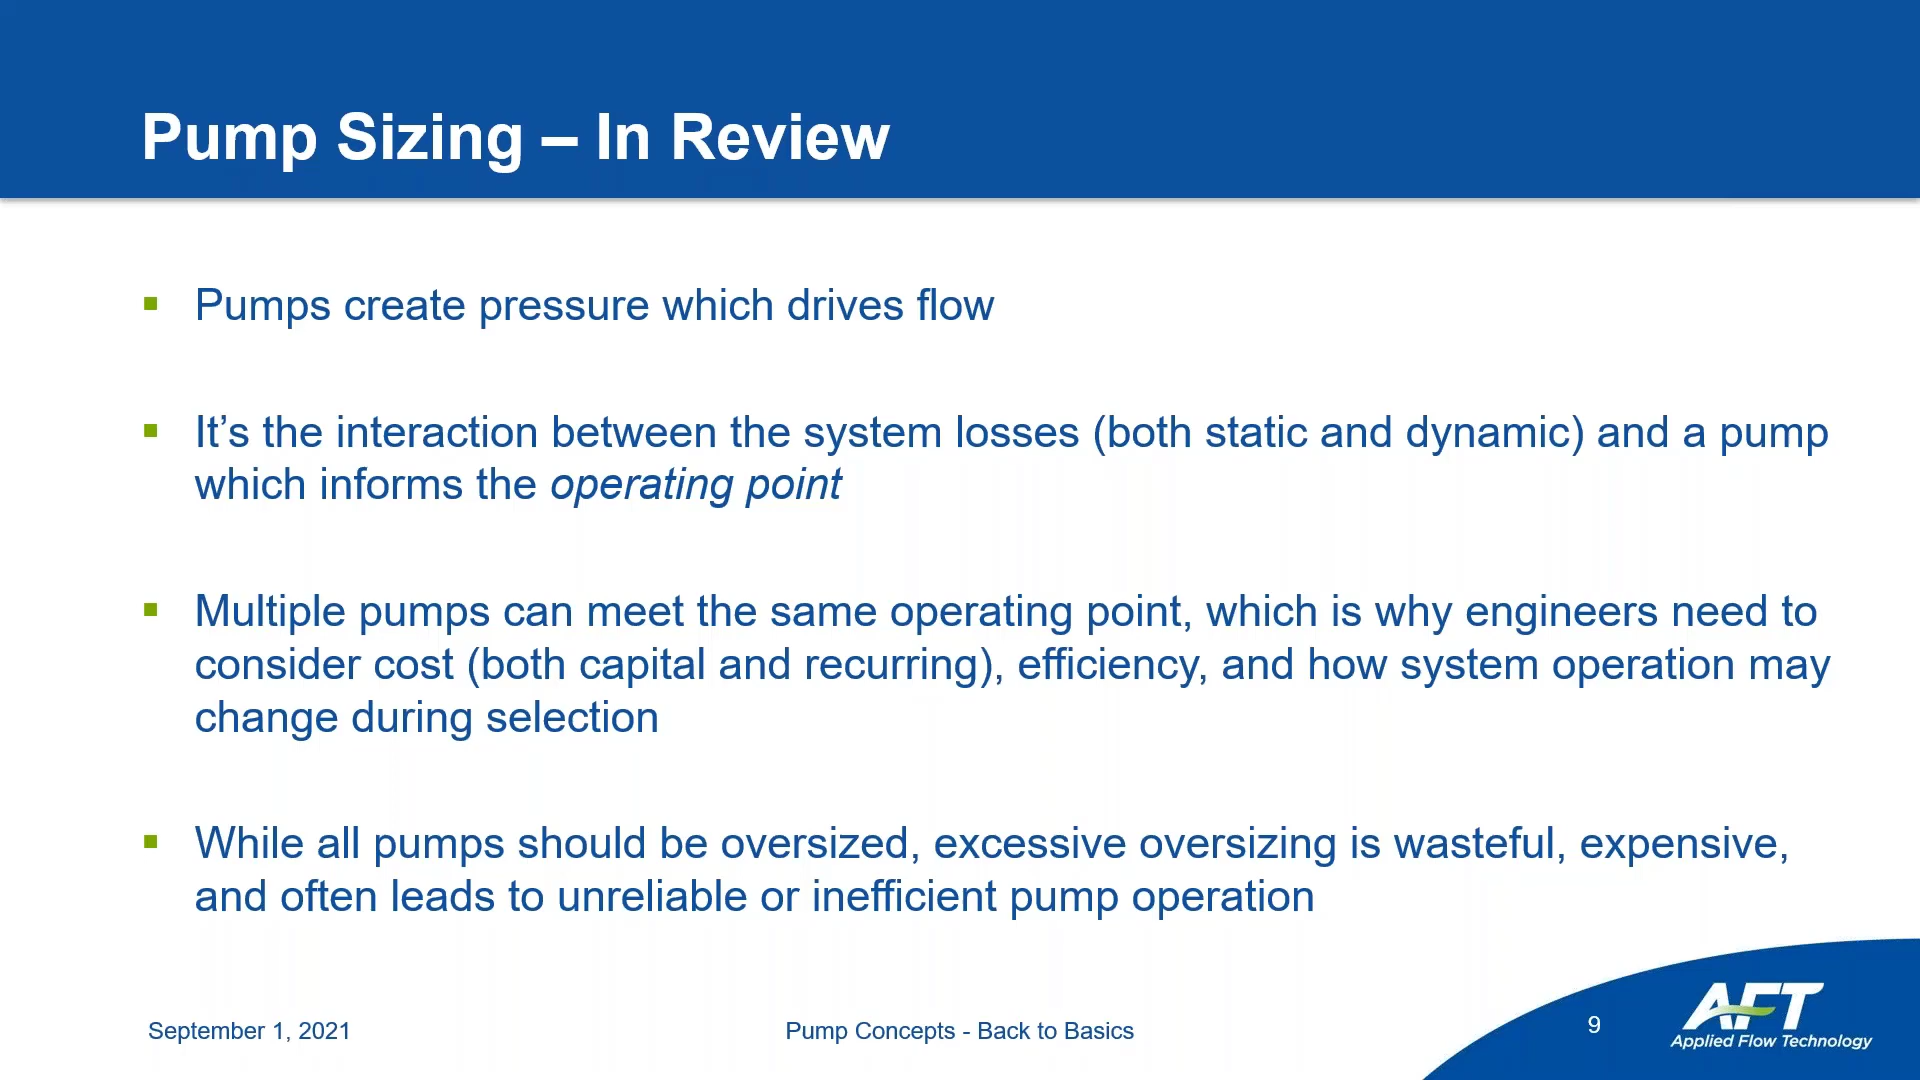 Pump Sizing – In Review
▪ Pumps create pressure which drives flow
▪ It’s the interaction between the system losses (both static and dynamic) and a pump
which informs the operating point
▪ Multiple pumps can meet the same operating point, which is why engineers need to
consider cost (both capital and recurring), efficiency, and how system operation may
change during selection
▪ While all pumps should be oversized, excessive oversizing is wasteful, expensive,
and often leads to unreliable or inefficient pump operation
September 1, 2021
Pump Concepts - Back to Basics
9
AFT
Applied Flow Technology